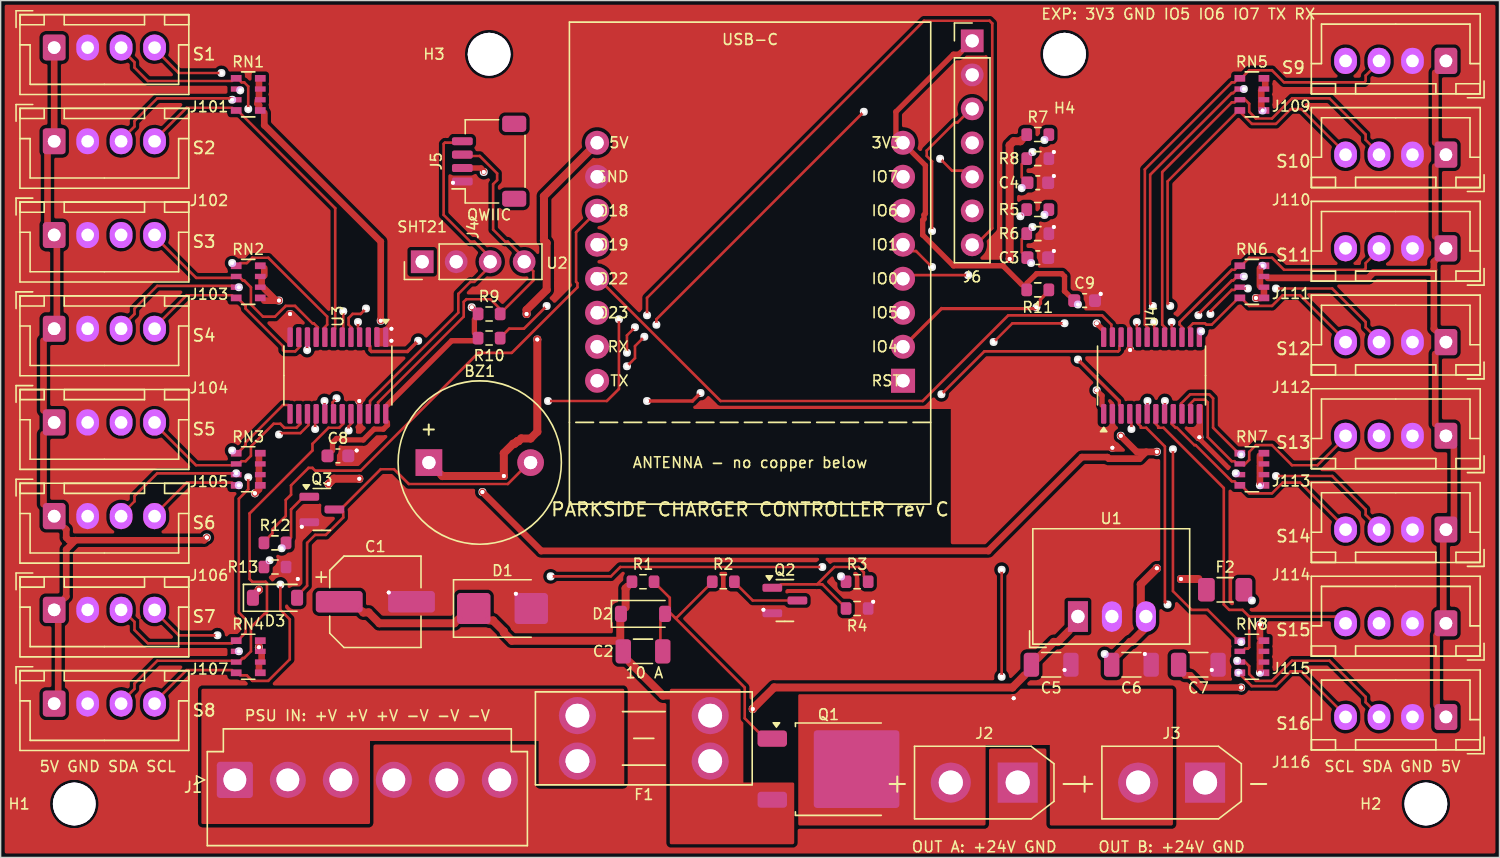 EXP: 3V3 GND IO5 IO6 IO7 TX RX
USB-C
H3
S1
RN1
J101
S2
J102
S3
RN2
J103
S4
J104
S5
RN3
J105
S6
J106
S7
RN4
J107
S8
5V GND SDA SCL
H1
J5
QWIIC
SHT21
J4
U2
R9
R10
BZ1
+
U3
C8
Q3
R12
R13
D3
C1
+
D1
5V
GND
IO18
IO19
IO22
IO23
RX
TX
3V3
IO7
IO6
IO1
IO0
IO5
IO4
RST
ANTENNA – no copper below
PARKSIDE CHARGER CONTROLLER rev C
J6
H4
R7
R8
C4
R5
R6
C3
R11
C9
U4
RN5
S9
J109
S10
J110
S11
RN6
J111
S12
J112
S13
RN7
J113
S14
J114
S15
RN8
J115
S16
J116
SCL SDA GND 5V
H2
U1
F2
C5
C6
C7
R1
R2
Q2
R3
R4
D2
C2
10 A
F1
PSU IN: +V +V +V -V -V -V
J1
Q1
J2
+
—
J3
—
OUT A: +24V GND
OUT B: +24V GND